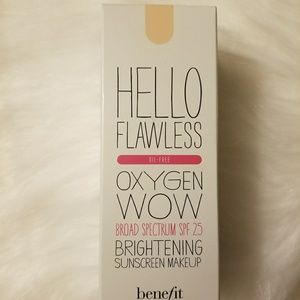 HELLO
FLAWLESS
OIL-FREE
OXYGEN
WOW
BROAD SPECTRUM SPF 25
BRIGHTENING
SUNSCREEN MAKEUP
benefit